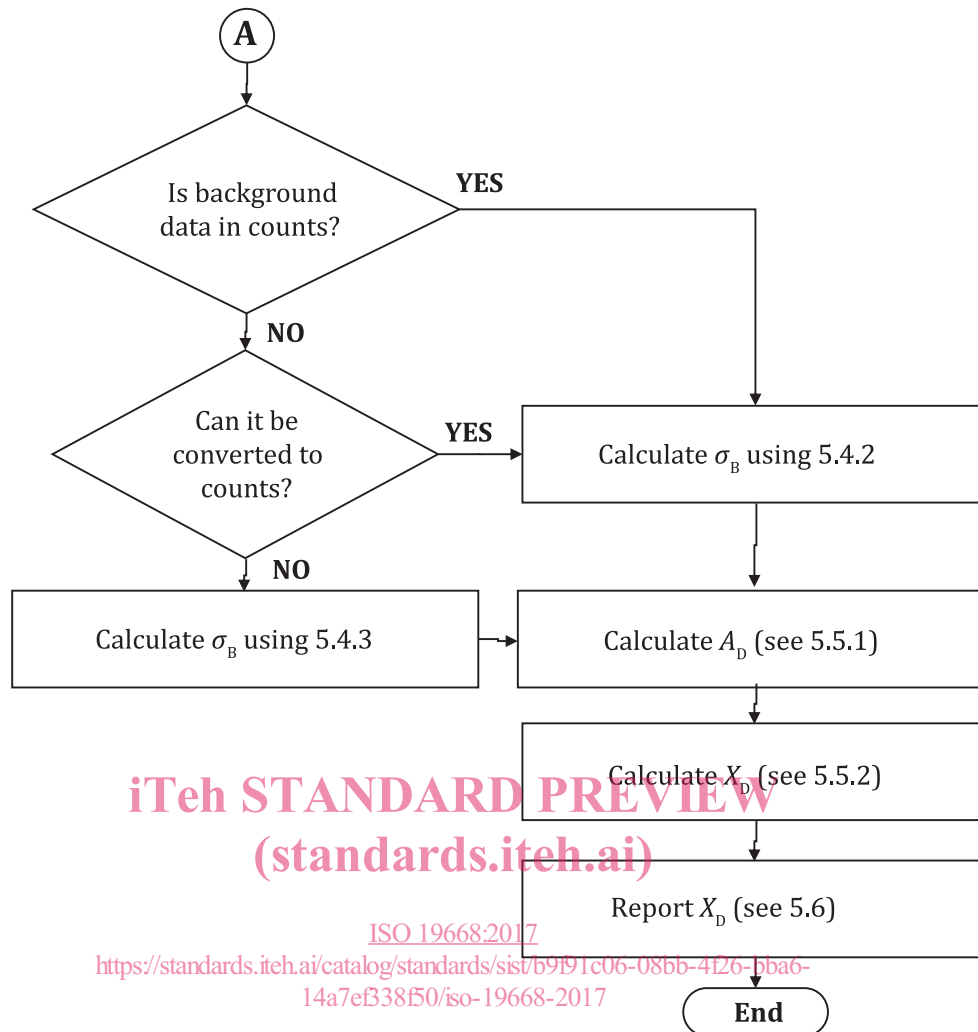 A
Is background
data in counts?
YES
NO
Can it be
converted to
counts?
YES
Calculate σB using 5.4.2
NO
Calculate σB using 5.4.3
Calculate AD (see 5.5.1)
Calculate XD (see 5.5.2)
iTeh STANDARD PREVIEW
(standards.iteh.ai)
Report XD (see 5.6)
ISO 19668:2017
https://standards.iteh.ai/catalog/standards/sist/b9f91c06-08bb-4f26-bba6-
14a7ef338f50/iso-19668-2017
End